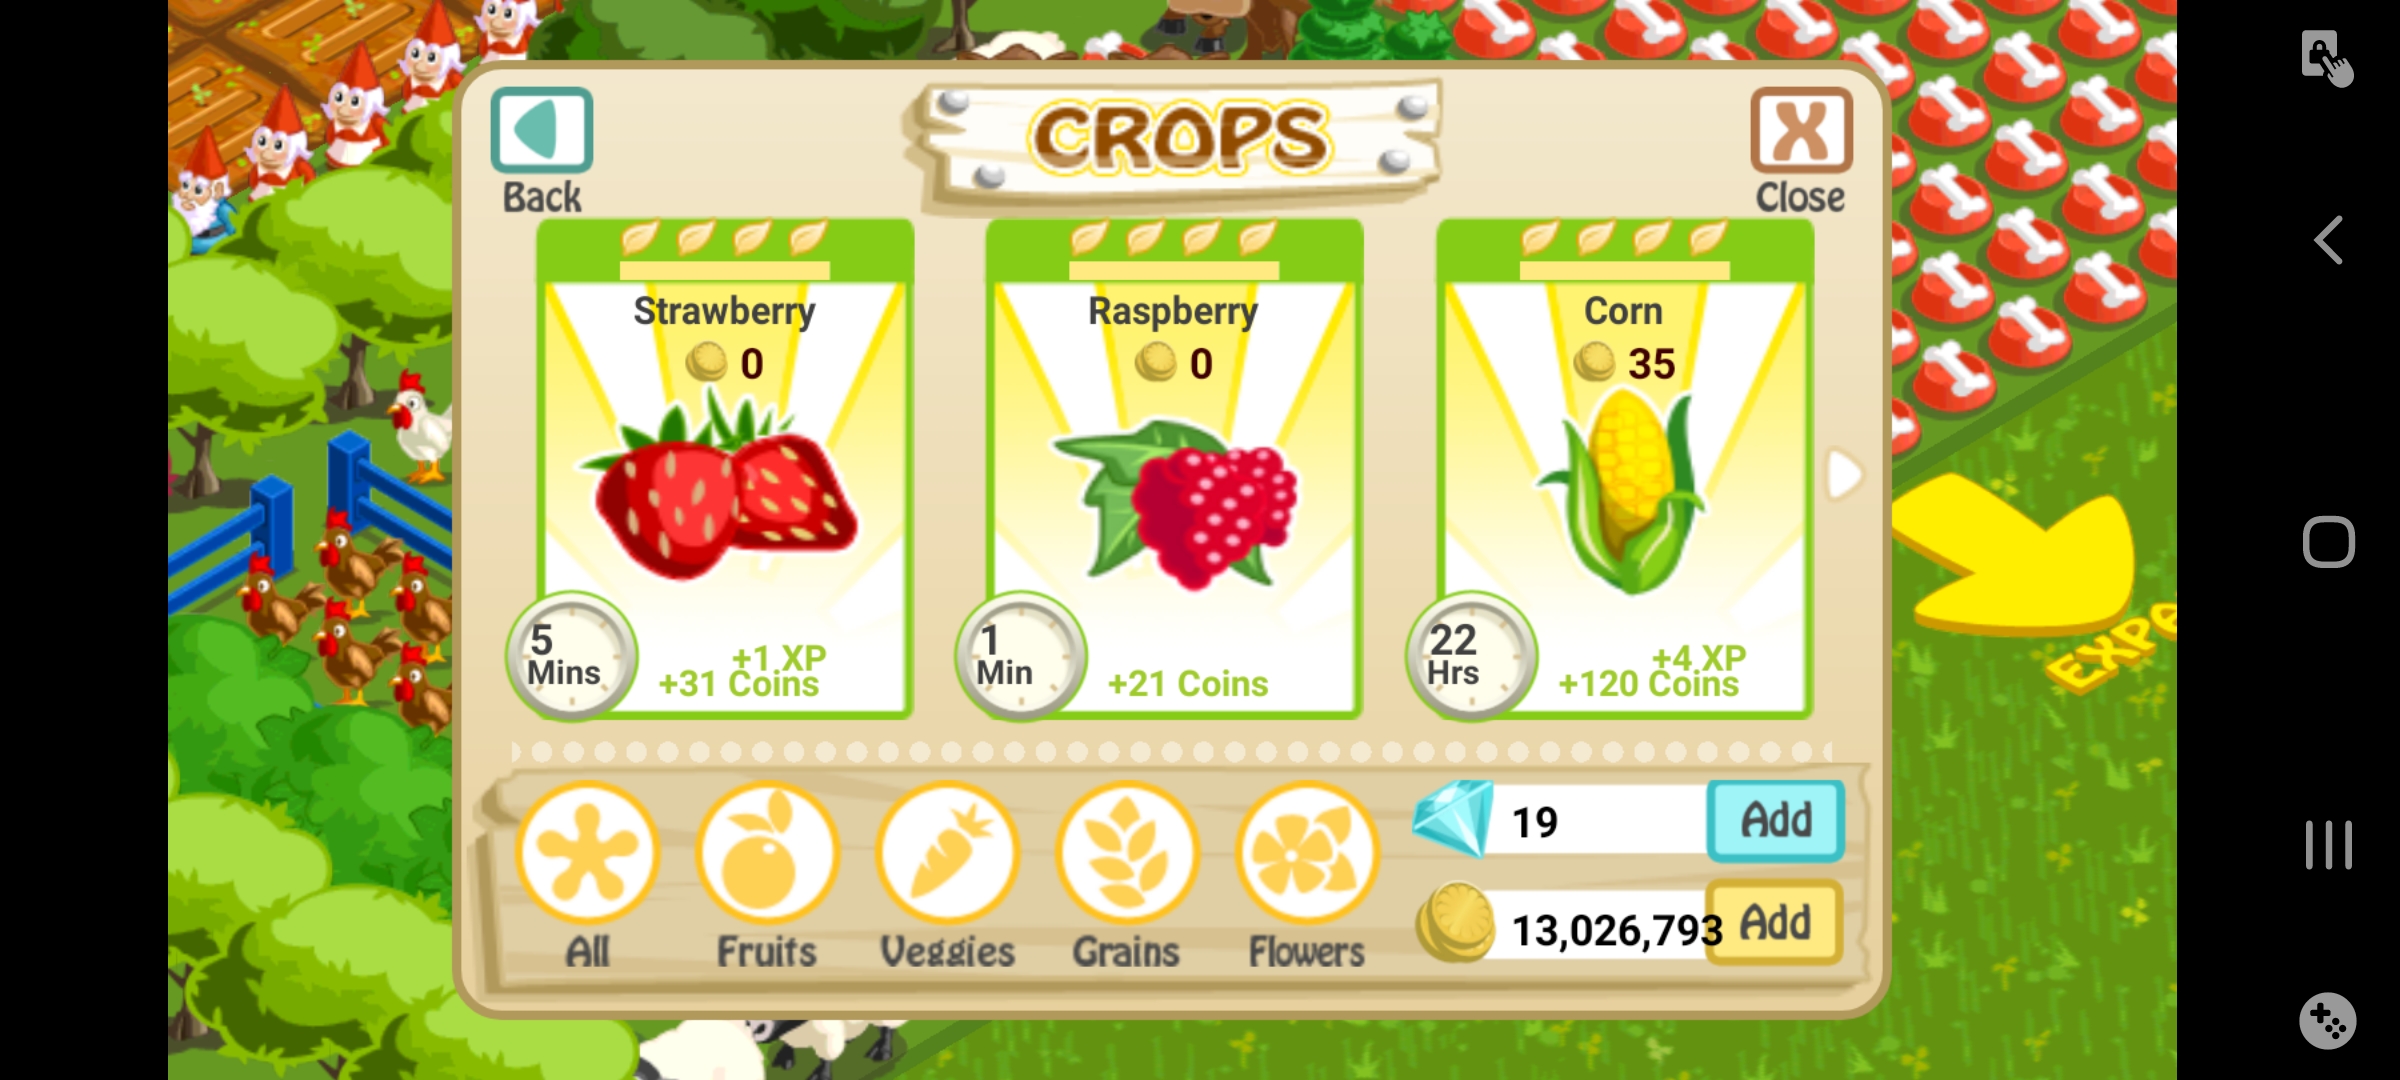 CROPS
Back
Close
Strawberry
0
5
Mins
+1 XP
+31 Coins
Raspberry
0
1
Min
+21 Coins
Corn
35
22
Hrs
+4 XP
+120 Coins
All
Fruits
Veggies
Grains
Flowers
19
Add
13,026,793
Add